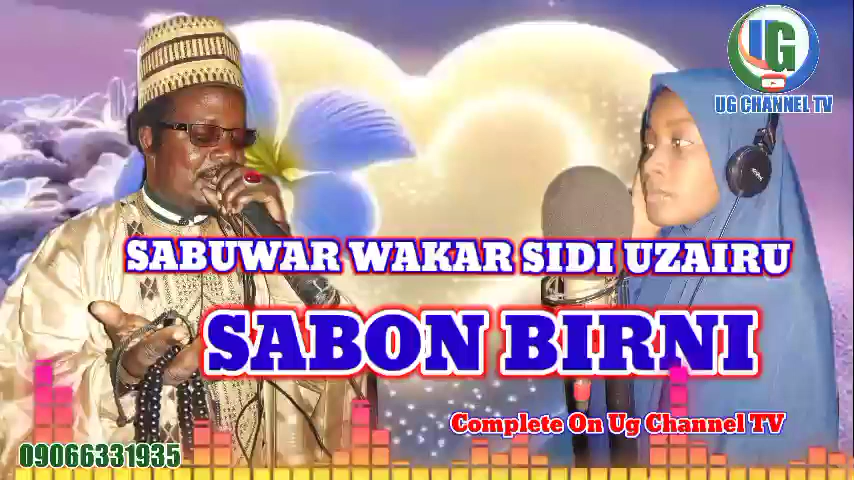 UG
UG CHANNEL TV
SABUWAR WAKAR SIDI UZAIRU
SABON BIRNI
Complete On Ug Channel TV
09066331935